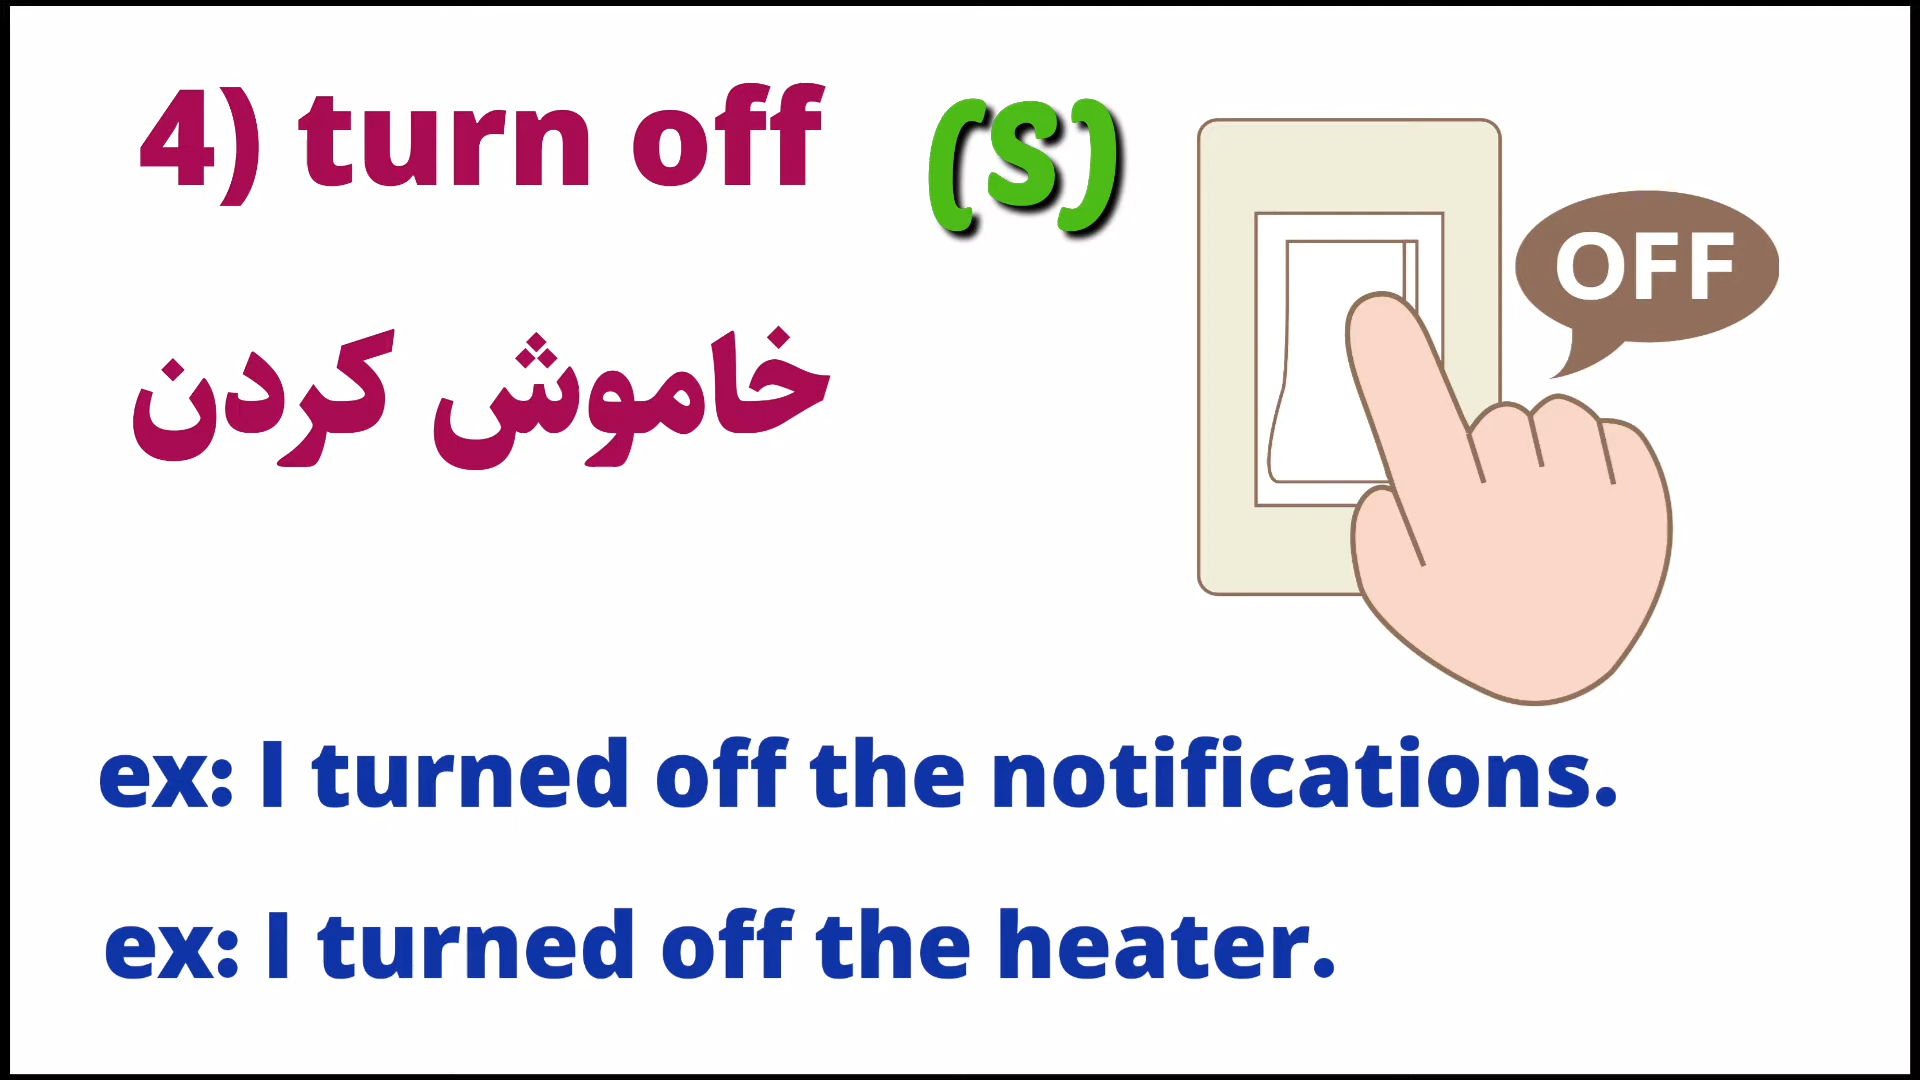 4) turn off (S)
OFF
خاموش کردن
ex: I turned off the notifications.
ex: I turned off the heater.